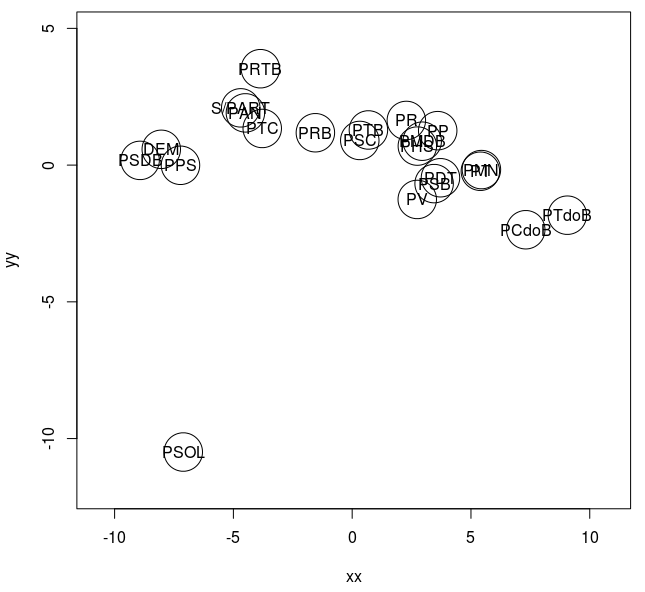 5
PRTB
S/PART
PAN
PTC
PRB
PTB
PSC
PR
PP
PMDB
PHS
DEM
PSDB
PPS
0
PMN
PT
PDT
PSB
PV
PTdoB
PCdoB
yy
-5
-10
PSOL
-10
-5
0
5
10
xx